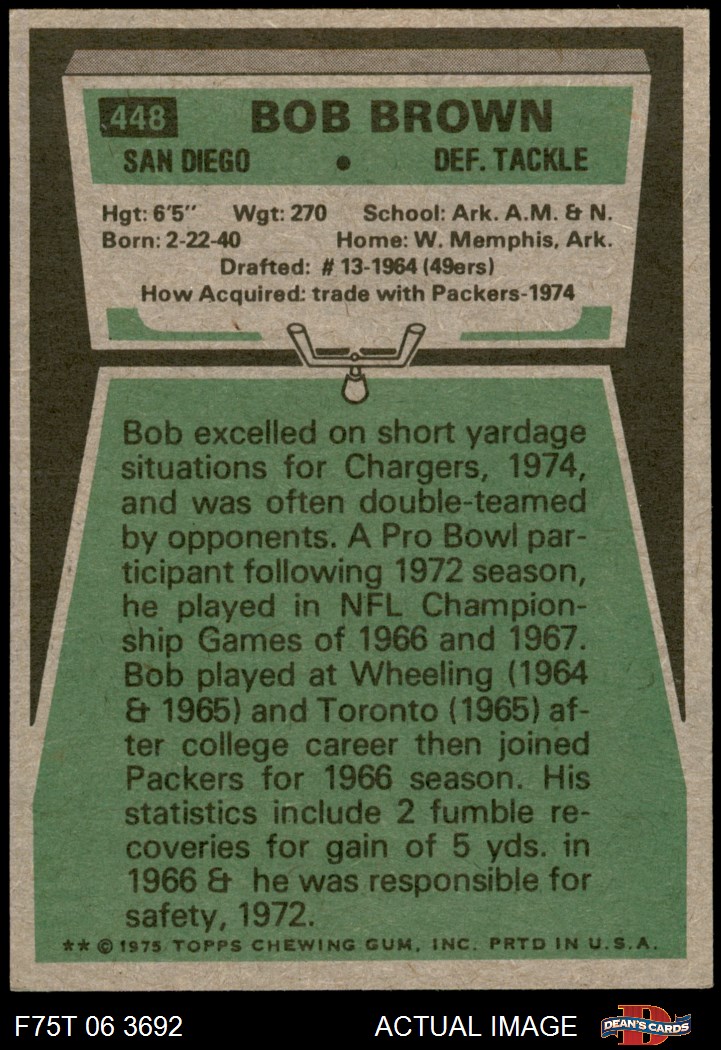 448 BOB BROWN
SAN DIEGO • DEF. TACKLE
Hgt: 6'5" Wgt: 270 School: Ark. A.M. & N.
Born: 2-22-40 Home: W. Memphis, Ark.
Drafted: # 13-1964 (49ers)
How Acquired: trade with Packers-1974
Bob excelled on short yardage
situations for Chargers, 1974,
and was often double-teamed
by opponents. A Pro Bowl par-
ticipant following 1972 season,
he played in NFL Champion-
ship Games of 1966 and 1967.
Bob played at Wheeling (1964
& 1965) and Toronto (1965) af-
ter college career then joined
Packers for 1966 season. His
statistics include 2 fumble re-
coveries for gain of 5 yds. in
1966 & he was responsible for
safety, 1972.
** © 1975 TOPPS CHEWING GUM, INC. PRTD IN U.S.A.
F75T 06 3692 ACTUAL IMAGE D DEAN'S CARDS